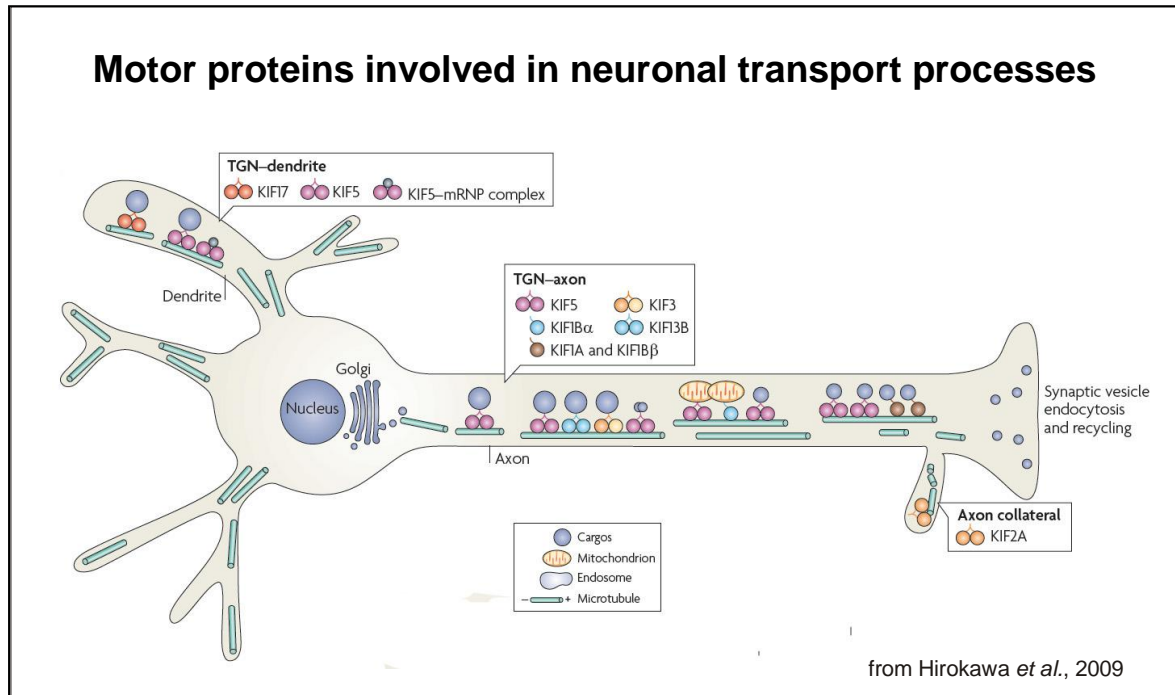 Motor proteins involved in neuronal transport processes
TGN–dendrite
KIF17 KIF5 KIF5–mRNP complex
Dendrite
TGN–axon
KIF5 KIF3
KIF1Bα KIF13B
KIF1A and KIF1Bβ
Golgi
Nucleus
Axon
Synaptic vesicle
endocytosis
and recycling
Axon collateral
KIF2A
Cargos
Mitochondrion
Endosome
– + Microtubule
from Hirokawa et al., 2009